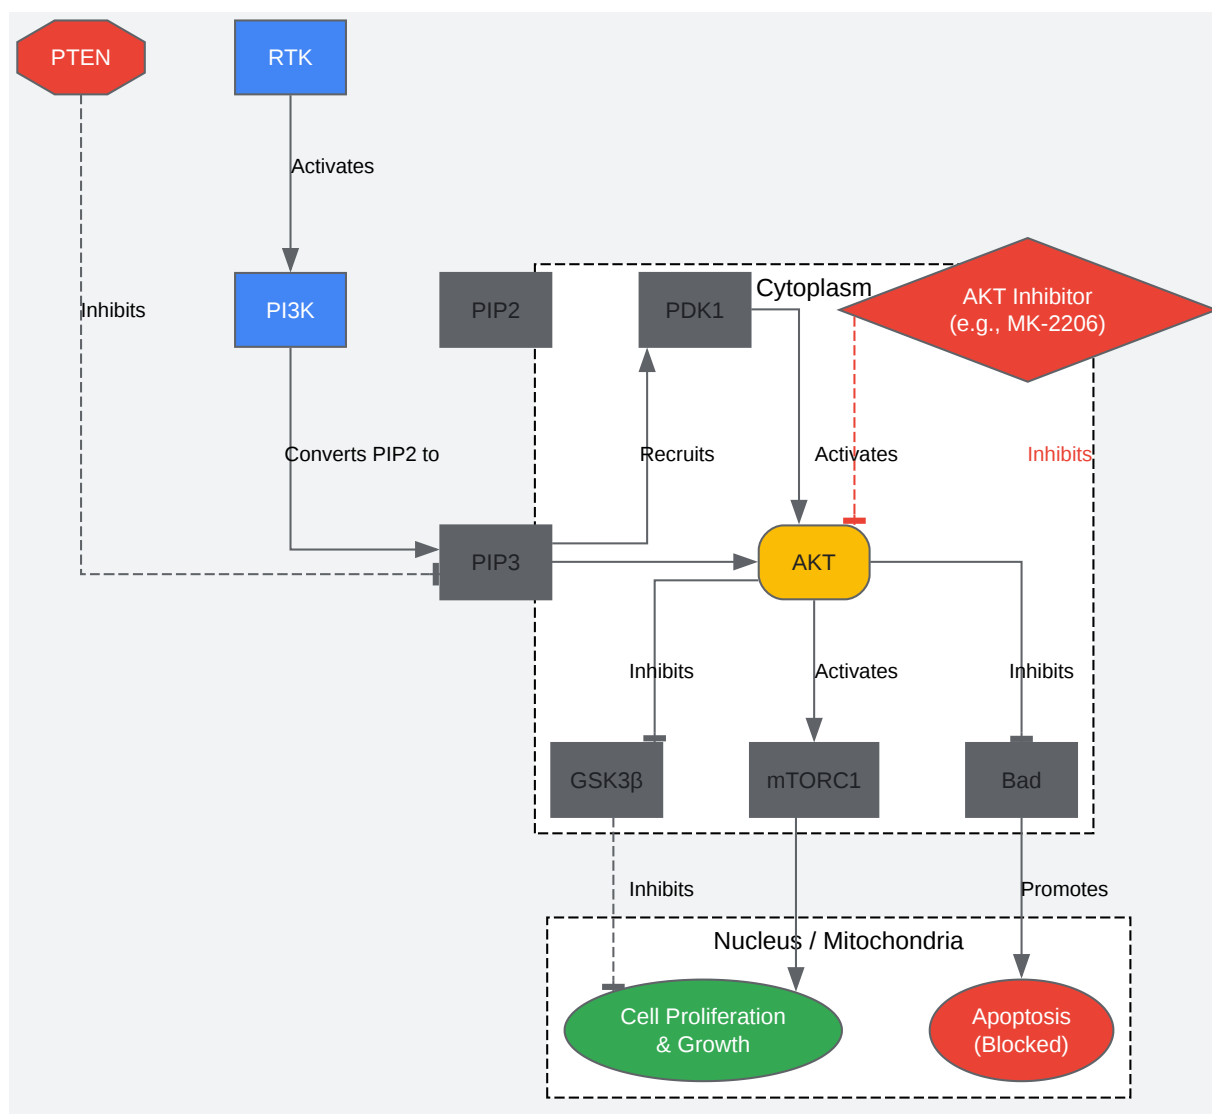 PTEN
RTK
Activates
Cytoplasm
AKT Inhibitor
(e.g., MK-2206)
Inhibits
PI3K
PIP2
PDK1
Converts PIP2 to
Recruits
Activates
Inhibits
PIP3
AKT
Inhibits
Activates
Inhibits
GSK3β
mTORC1
Bad
Inhibits
Promotes
Nucleus / Mitochondria
Cell Proliferation
& Growth
Apoptosis
(Blocked)